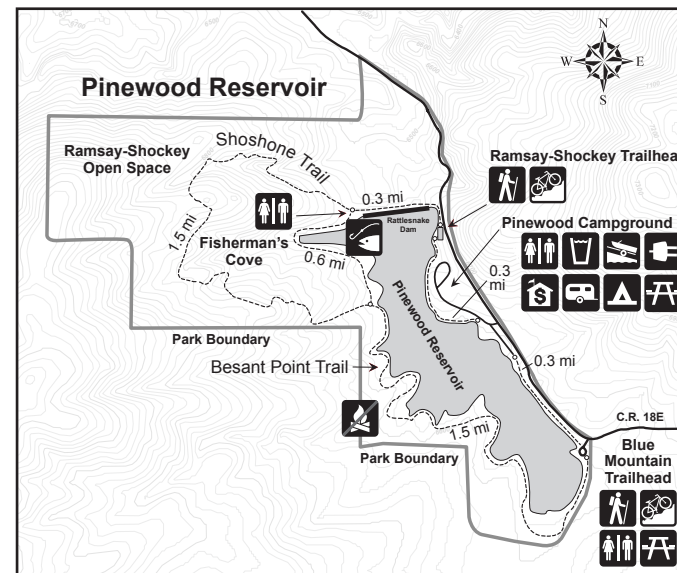 N
W
E
S
Pinewood Reservoir
Ramsay-Shockey
Open Space
Shoshone Trail
Ramsay-Shockey Trailhea
0.3 mi
Rattlesnake
Dam
Pinewood Campground
Fisherman's
Cove
1.5 mi
0.6 mi
0.3
mi
$
Pinewood Reservoir
Park Boundary
Besant Point Trail
0.3 mi
C.R. 18E
1.5 mi
Park Boundary
Blue
Mountain
Trailhead